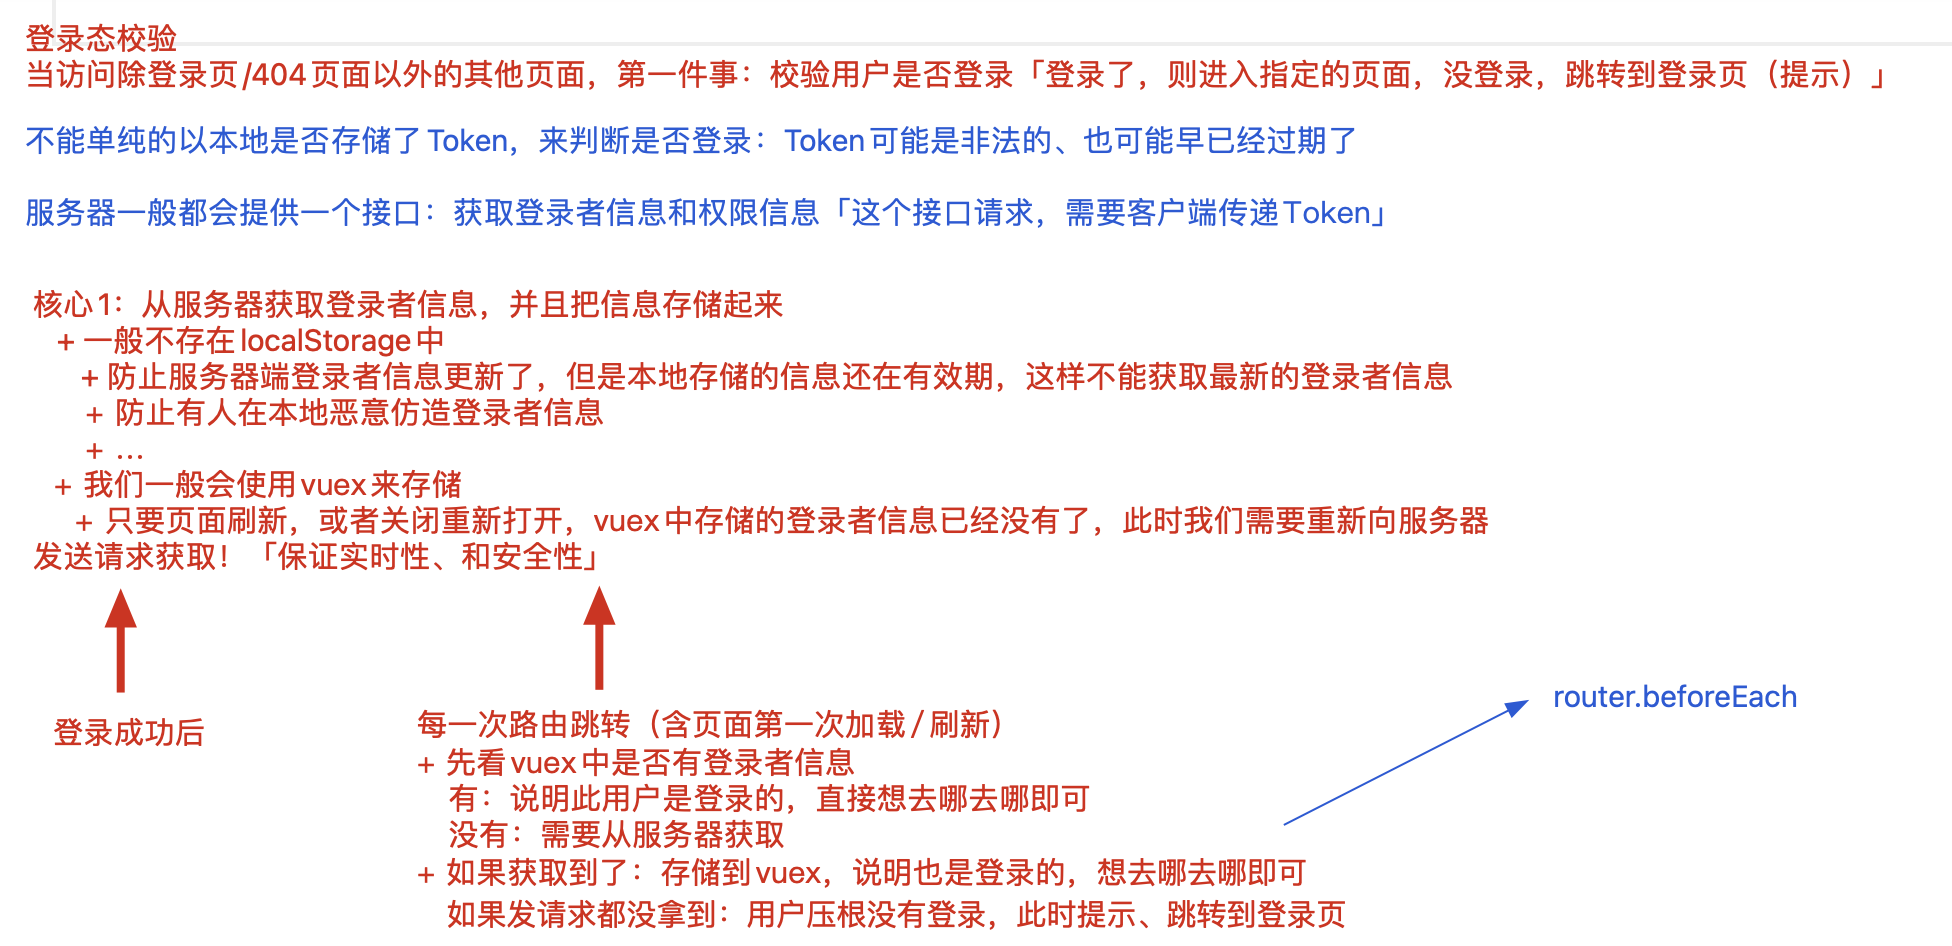 登录态校验
当访问除登录页/404页面以外的其他页面，第一件事：校验用户是否登录「登录了，则进入指定的页面，没登录，跳转到登录页（提示）」
不能单纯的以本地是否存储了Token，来判断是否登录：Token可能是非法的、也可能早已经过期了
服务器一般都会提供一个接口：获取登录者信息和权限信息「这个接口请求，需要客户端传递Token」
核心1：从服务器获取登录者信息，并且把信息存储起来
+ 一般不存在localStorage中
+ 防止服务器端登录者信息更新了，但是本地存储的信息还在有效期，这样不能获取最新的登录者信息
+ 防止有人在本地恶意仿造登录者信息
+ ...
+ 我们一般会使用vuex来存储
+ 只要页面刷新，或者关闭重新打开，vuex中存储的登录者信息已经没有了，此时我们需要重新向服务器
发送请求获取！「保证实时性、和安全性」
登录成功后
每一次路由跳转（含页面第一次加载/刷新）
+ 先看vuex中是否有登录者信息
有：说明此用户是登录的，直接想去哪去哪即可
没有：需要从服务器获取
+ 如果获取到了：存储到vuex，说明也是登录的，想去哪去哪即可
如果发请求都没拿到：用户压根没有登录，此时提示、跳转到登录页
router.beforeEach